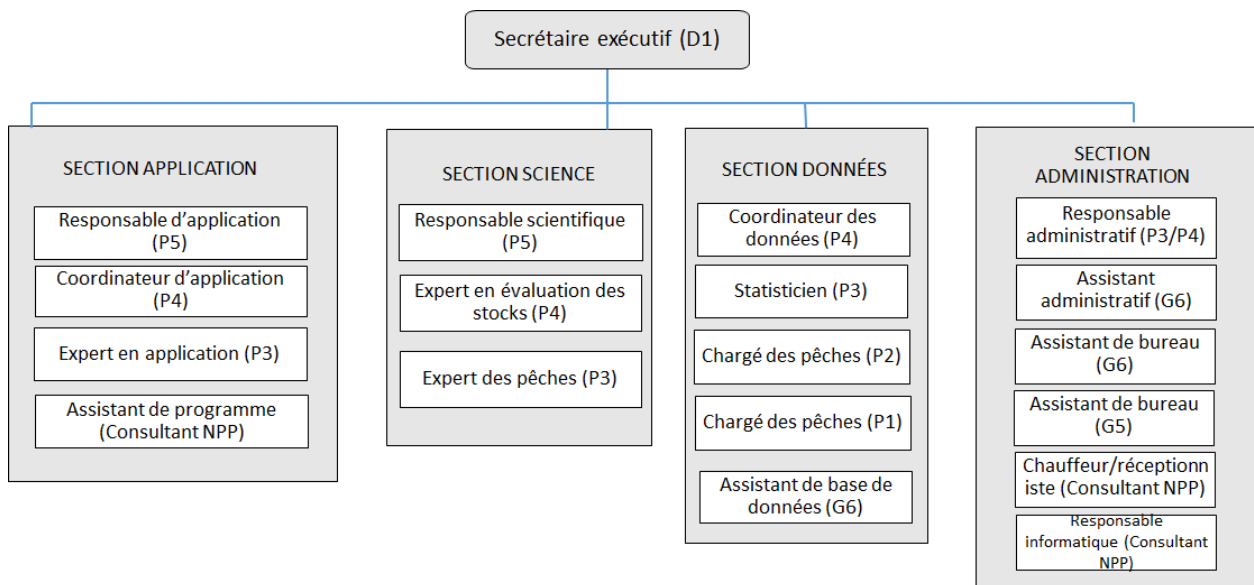 Secrétaire exécutif (D1)
SECTION APPLICATION
Responsable d'application
(P5)
Coordinateur d'application
(P4)
Expert en application (P3)
Assistant de programme
(Consultant NPP)
SECTION SCIENCE
Responsable scientifique
(P5)
Expert en évaluation des
stocks (P4)
Expert des pêches (P3)
SECTION DONNÉES
Coordinateur des
données (P4)
Statisticien (P3)
Chargé des pêches (P2)
Chargé des pêches (P1)
Assistant de base de
données (G6)
SECTION
ADMINISTRATION
Responsable
administratif (P3/P4)
Assistant
administratif (G6)
Assistant de bureau
(G6)
Assistant de bureau
(G5)
Chauffeur/réceptionn
iste (Consultant NPP)
Responsable
informatique (Consultant
NPP)